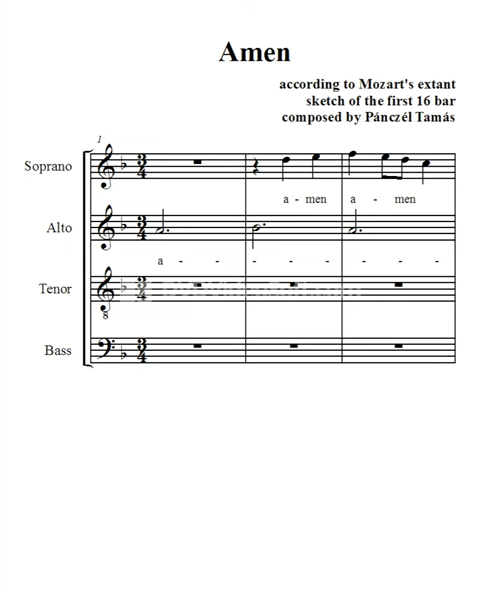 Amen
according to Mozart's extant
sketch of the first 16 bar
composed by Pánczél Tamás
1
Soprano
a - men a - men
Alto
a - - - - - - - -
Tenor
8
Bass